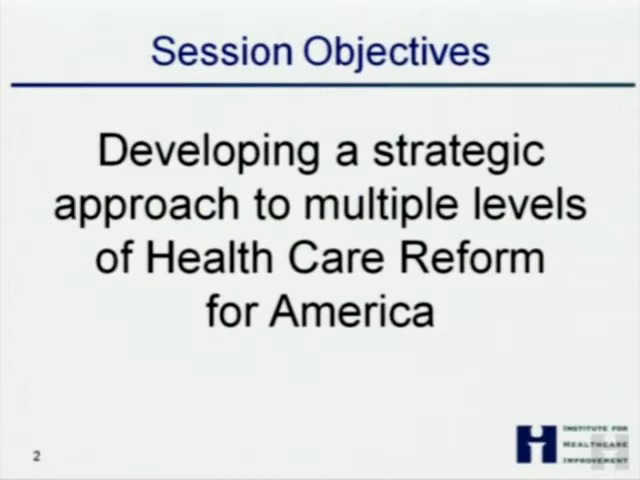 Session Objectives
Developing a strategic
approach to multiple levels
of Health Care Reform
for America
2
INSTITUTE FOR
HEALTHCARE
IMPROVEMENT